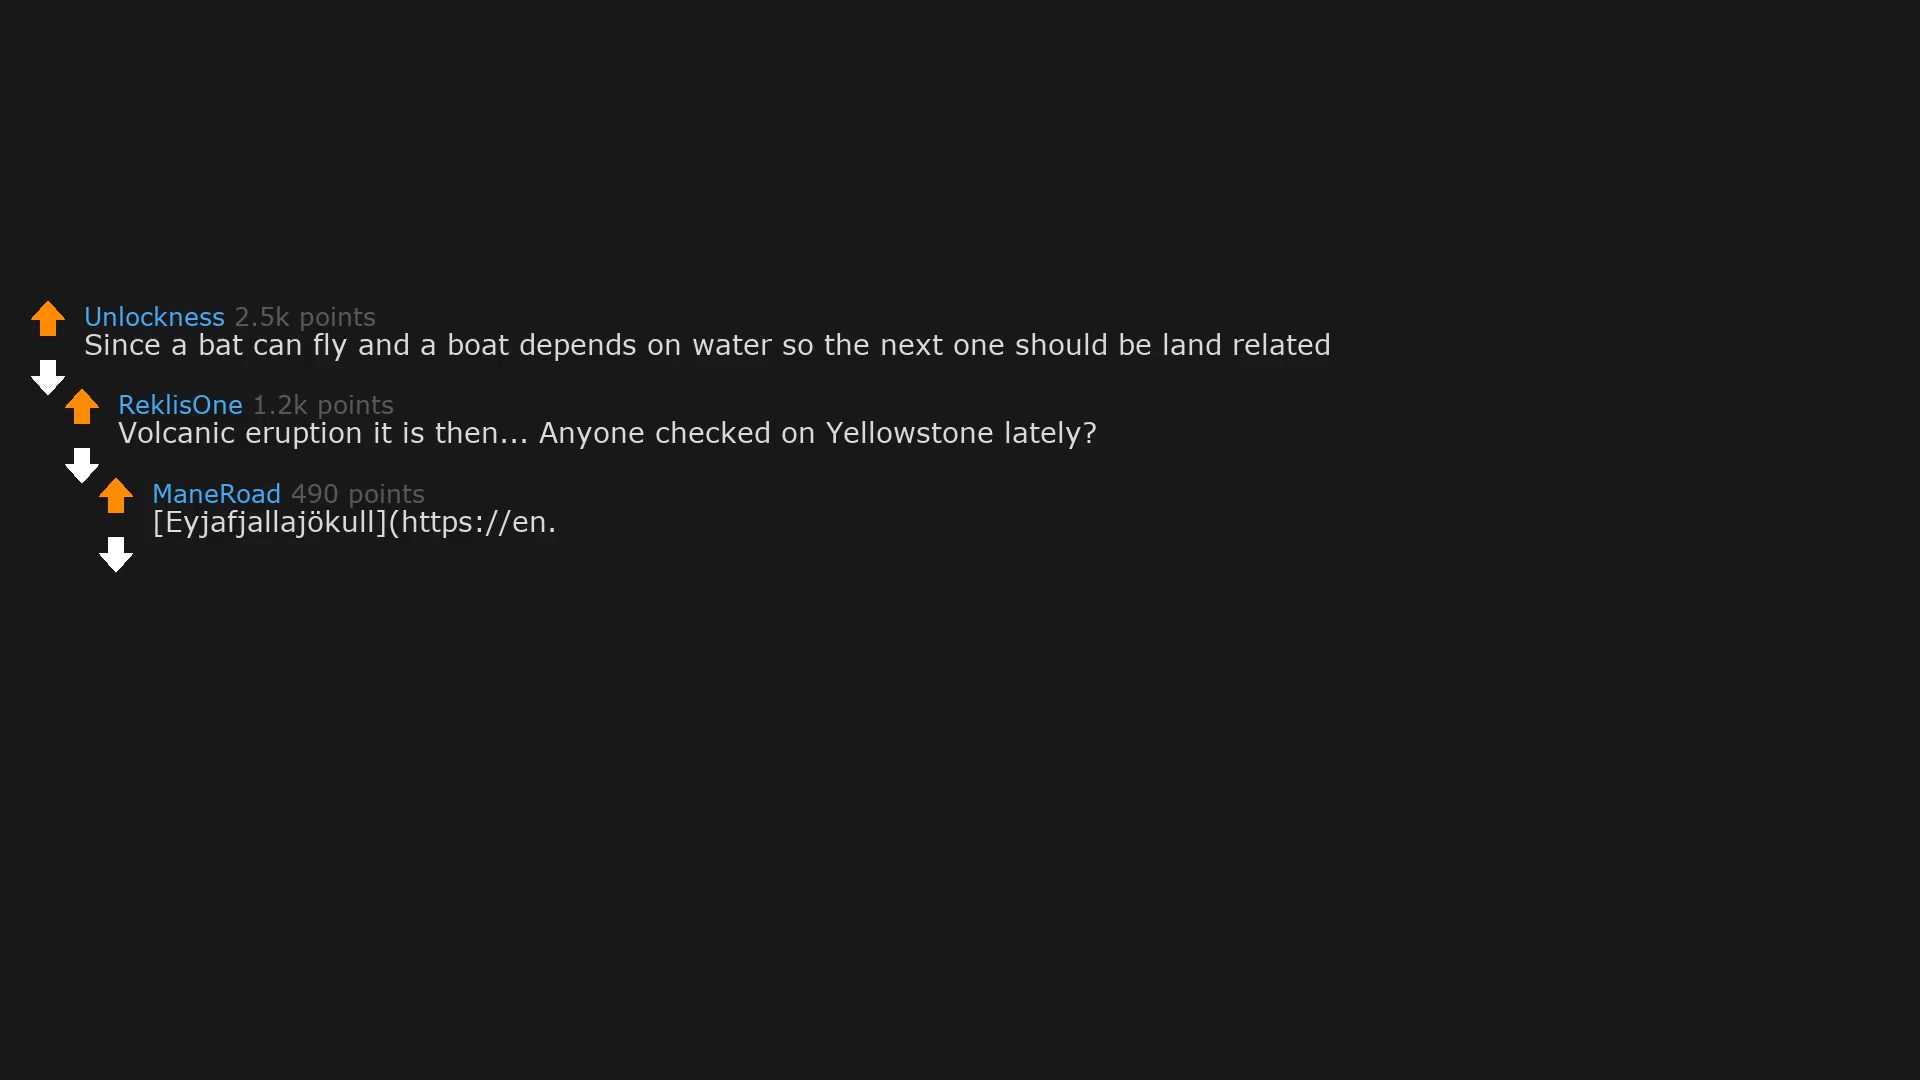 Unlockness 2.5k points
Since a bat can fly and a boat depends on water so the next one should be land related
ReklisOne 1.2k points
Volcanic eruption it is then... Anyone checked on Yellowstone lately?
ManeRoad 490 points
[Eyjafjallajökull](https://en.